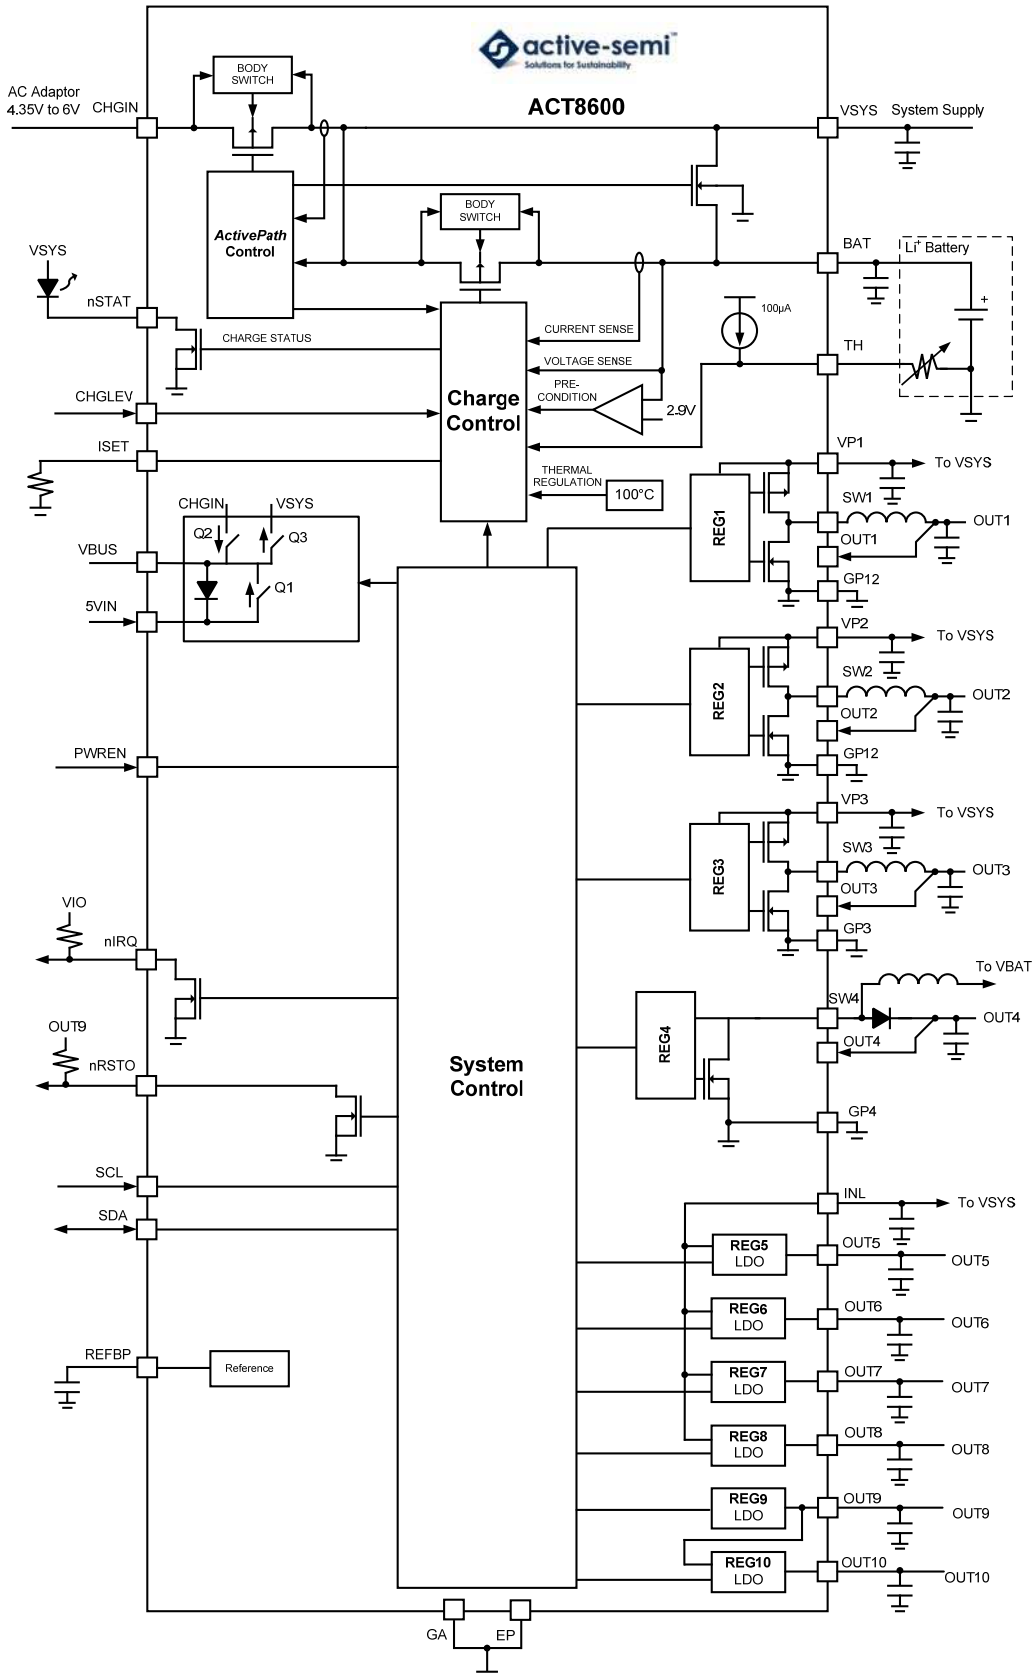 active-semi™
Solutions for Sustainability
ACT8600
AC Adaptor
4.35V to 6V
CHGIN
BODY
SWITCH
VSYS
System Supply
ActivePath
Control
BODY
SWITCH
BAT
Li+ Battery
+
VSYS
nSTAT
CHARGE STATUS
100µA
CURRENT SENSE
VOLTAGE SENSE
TH
PRE-
CONDITION
2.9V
Charge
Control
CHGLEV
ISET
THERMAL
REGULATION
100°C
VP1
To VSYS
REG1
SW1
OUT1
OUT1
GP12
CHGIN
VSYS
Q2
Q3
VBUS
Q1
5VIN
VP2
To VSYS
REG2
SW2
OUT2
OUT2
GP12
PWREN
VP3
To VSYS
REG3
SW3
OUT3
OUT3
GP3
VIO
nIRQ
To VBAT
REG4
SW4
OUT4
OUT4
GP4
OUT9
nRSTO
System
Control
SCL
SDA
INL
To VSYS
REG5
LDO
OUT5
OUT5
REG6
LDO
OUT6
OUT6
REFBP
Reference
REG7
LDO
OUT7
OUT7
REG8
LDO
OUT8
OUT8
REG9
LDO
OUT9
OUT9
REG10
LDO
OUT10
OUT10
GA
EP